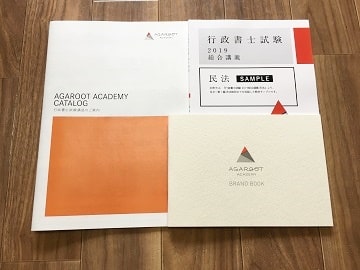 AGAROOT
ACADEMY
AGAROOT ACADEMY
CATALOG
行政書士試験
2019
総合講義
民法 SAMPLE
AGAROOT
ACADEMY
BRAND BOOK